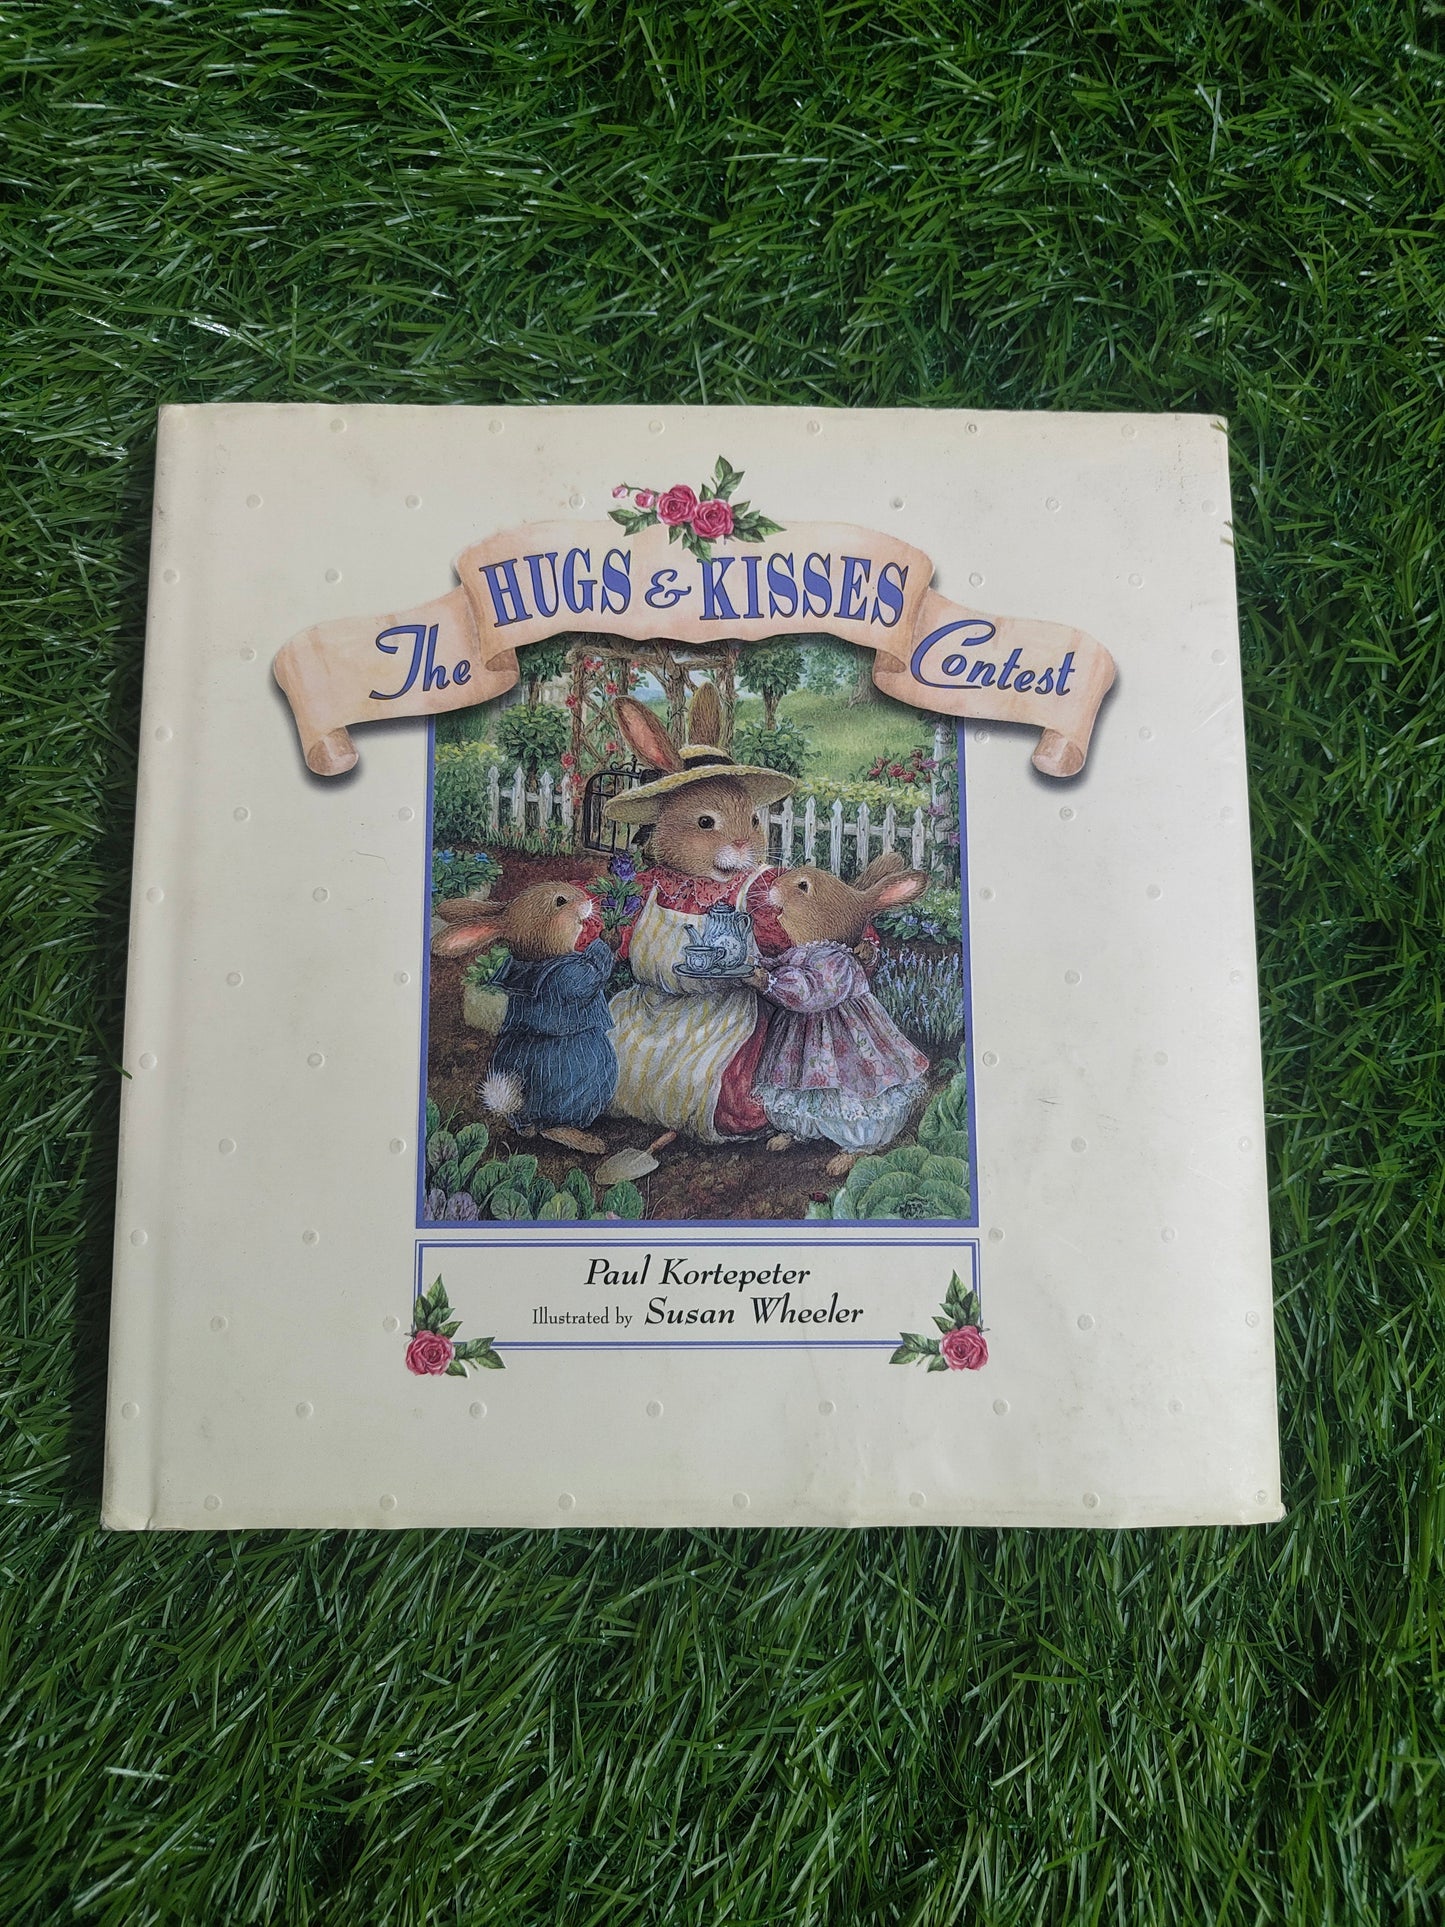 The HUGS & KISSES Contest
Paul Kortepeter
Illustrated by Susan Wheeler